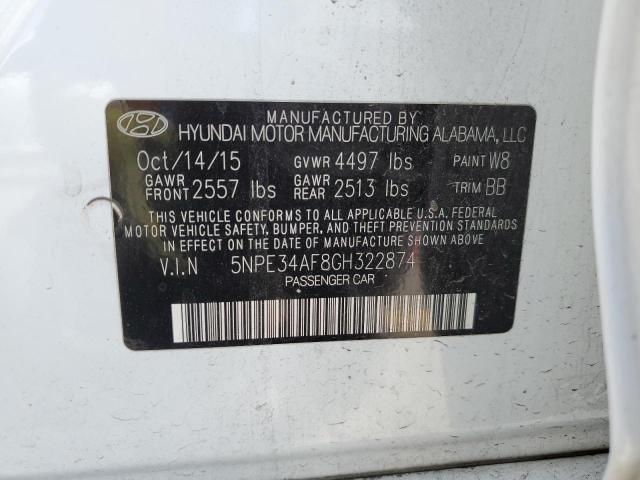 MANUFACTURED BY
HYUNDAI MOTOR MANUFACTURING ALABAMA, LLC
Oct/14/15 GVWR 4497 lbs PAINT W8
GAWR FRONT 2557 lbs GAWR REAR 2513 lbs TRIM BB
THIS VEHICLE CONFORMS TO ALL APPLICABLE U.S.A. FEDERAL
MOTOR VEHICLE SAFETY, BUMPER, AND THEFT PREVENTION STANDARDS
IN EFFECT ON THE DATE OF MANUFACTURE SHOWN ABOVE.
V.I.N 5NPE34AF8GH322874
PASSENGER CAR